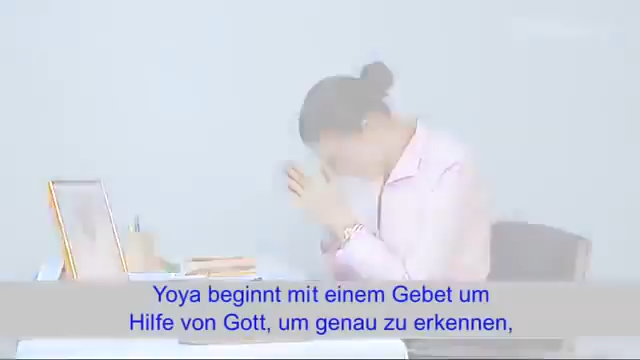 Yoya beginnt mit einem Gebet um
Hilfe von Gott, um genau zu erkennen,